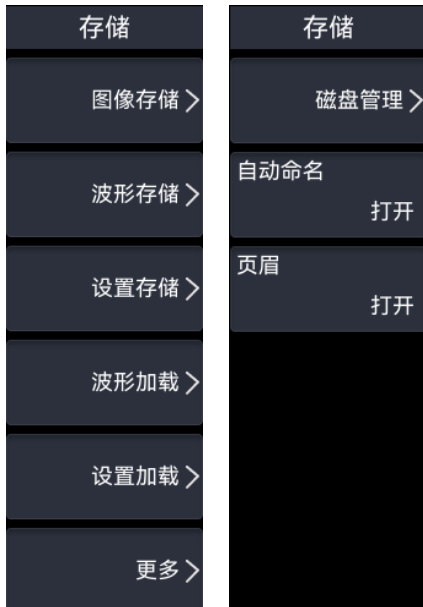 存储
图像存储
波形存储
设置存储
波形加载
设置加载
更多
存储
磁盘管理
自动命名
打开
页眉
打开